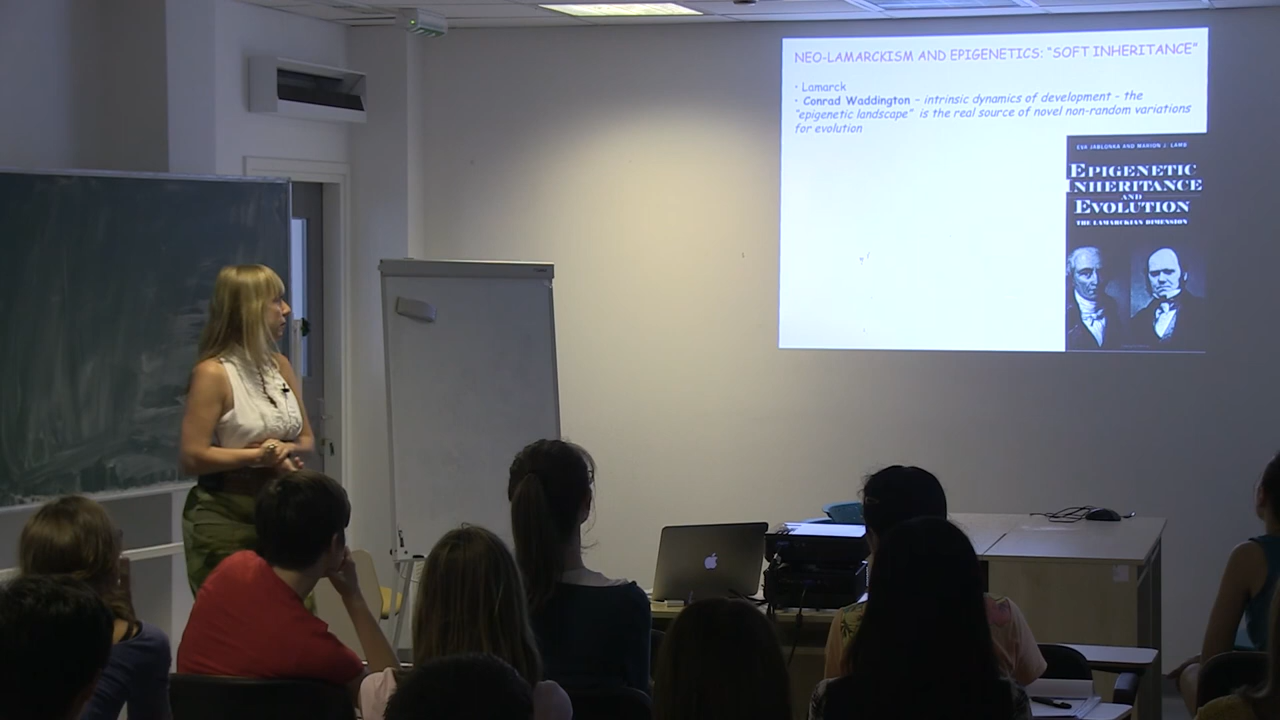 NEO-LAMARCKISM AND EPIGENETICS: "SOFT INHERITANCE"
• Lamarck
• Conrad Waddington – intrinsic dynamics of development - the
"epigenetic landscape" is the real source of novel non-random variations
for evolution
EVA JABLONKA AND MARION J. LAMB
EPIGENETIC
INHERITANCE
AND
EVOLUTION
THE LAMARCKIAN DIMENSION